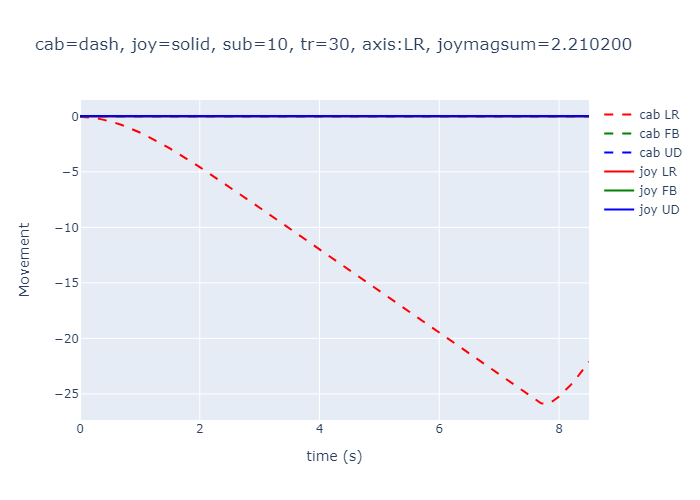 cab=dash, joy=solid, sub=10, tr=30, axis:LR, joymagsum=2.210200
cab LR
cab FB
cab UD
joy LR
joy FB
joy UD
Movement
0
−5
−10
−15
−20
−25
0 2 4 6 8
time (s)